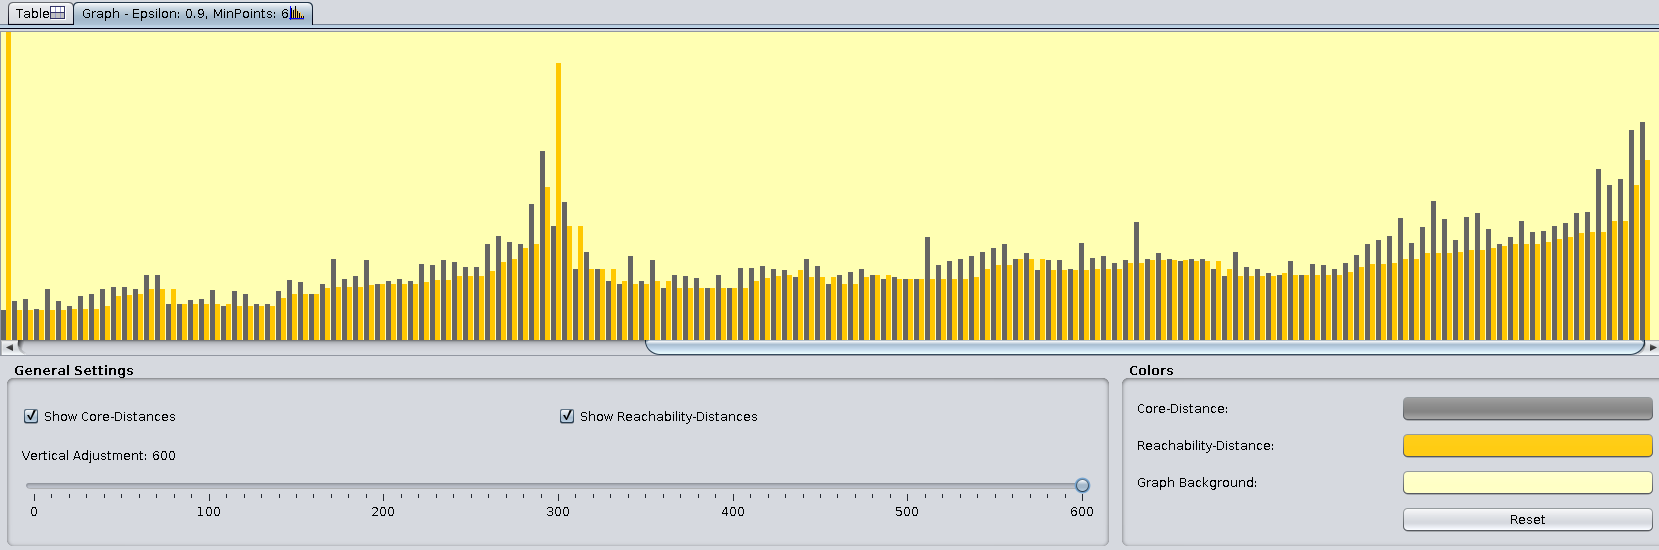 Table
Graph - Epsilon: 0.9, MinPoints: 6
General Settings
Show Core-Distances
Show Reachability-Distances
Vertical Adjustment: 600
0 100 200 300 400 500 600
Colors
Core-Distance:
Reachability-Distance:
Graph Background:
Reset